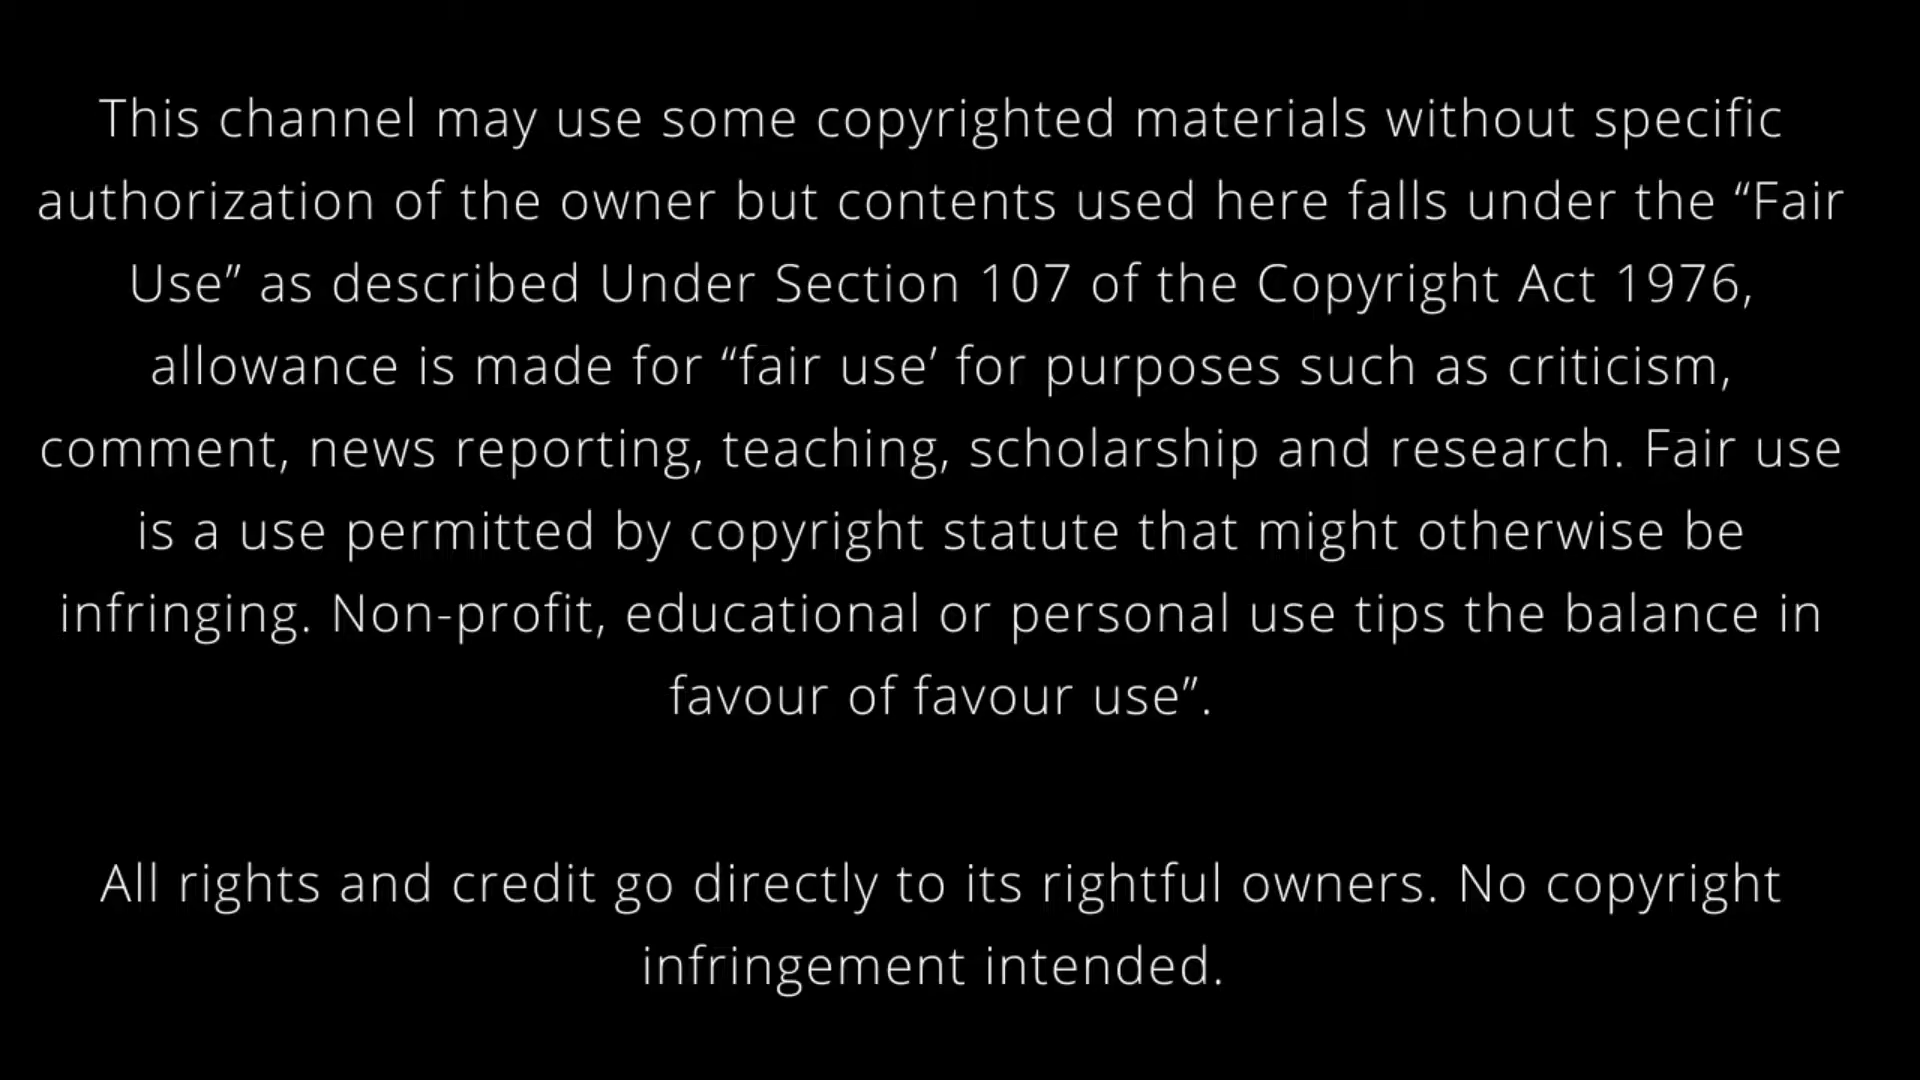 This channel may use some copyrighted materials without specific
authorization of the owner but contents used here falls under the “Fair
Use” as described Under Section 107 of the Copyright Act 1976,
allowance is made for “fair use’ for purposes such as criticism,
comment, news reporting, teaching, scholarship and research. Fair use
is a use permitted by copyright statute that might otherwise be
infringing. Non-profit, educational or personal use tips the balance in
favour of favour use”.
All rights and credit go directly to its rightful owners. No copyright
infringement intended.